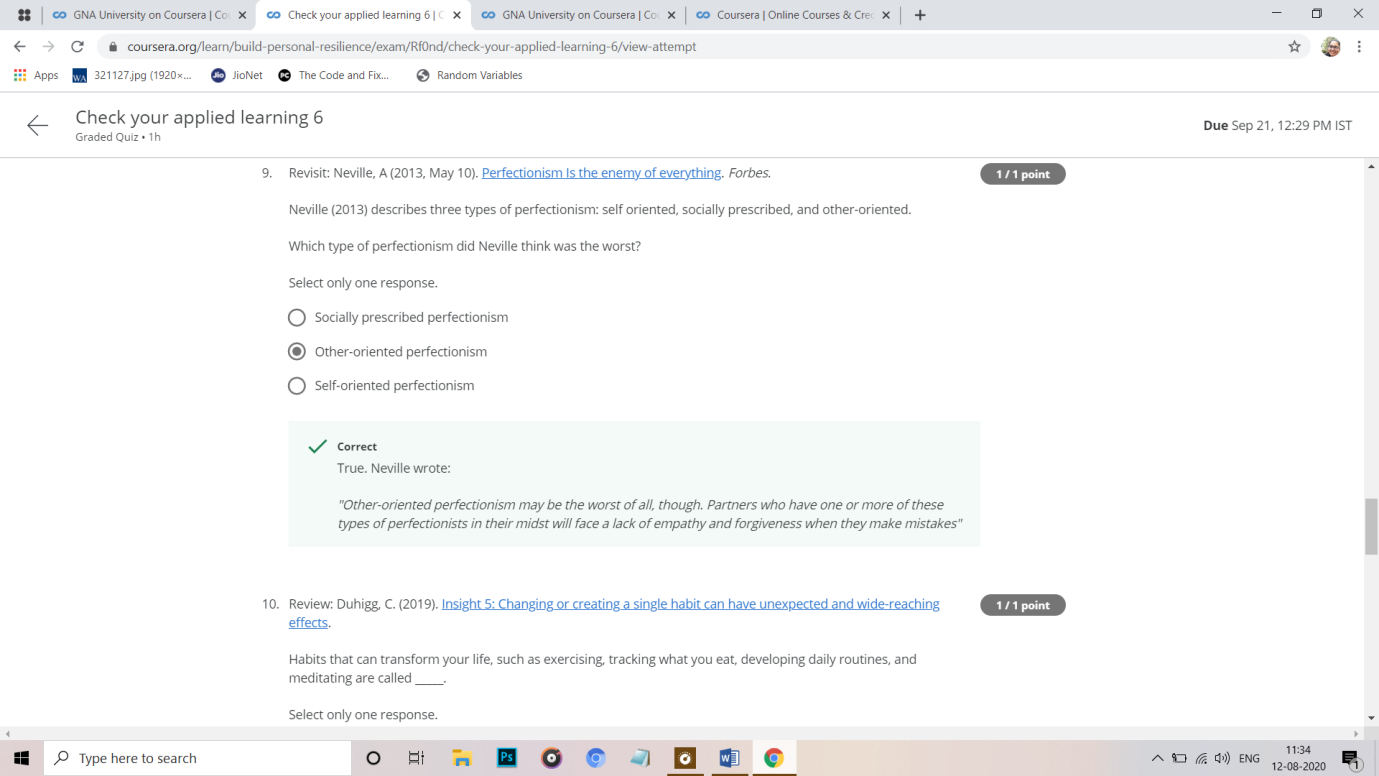 GNA University on Coursera | Co
Check your applied learning 6 | C
GNA University on Coursera | Co
Coursera | Online Courses & Cre
coursera.org/learn/build-personal-resilience/exam/Rf0nd/check-your-applied-learning-6/view-attempt
Apps
WA 321127.jpg (1920×...
Jio JioNet
PC The Code and Fix...
Random Variables
Check your applied learning 6
Graded Quiz • 1h
Due Sep 21, 12:29 PM IST
9. Revisit: Neville, A (2013, May 10). Perfectionism Is the enemy of everything. Forbes.
1 / 1 point
Neville (2013) describes three types of perfectionism: self oriented, socially prescribed, and other-oriented.
Which type of perfectionism did Neville think was the worst?
Select only one response.
Socially prescribed perfectionism
Other-oriented perfectionism
Self-oriented perfectionism
Correct
True. Neville wrote:
"Other-oriented perfectionism may be the worst of all, though. Partners who have one or more of these
types of perfectionists in their midst will face a lack of empathy and forgiveness when they make mistakes"
10. Review: Duhigg, C. (2019). Insight 5: Changing or creating a single habit can have unexpected and wide-reaching
effects.
1 / 1 point
Habits that can transform your life, such as exercising, tracking what you eat, developing daily routines, and
meditating are called _____.
Select only one response.
Type here to search
Ps
W
ENG
11:34
12-08-2020
1